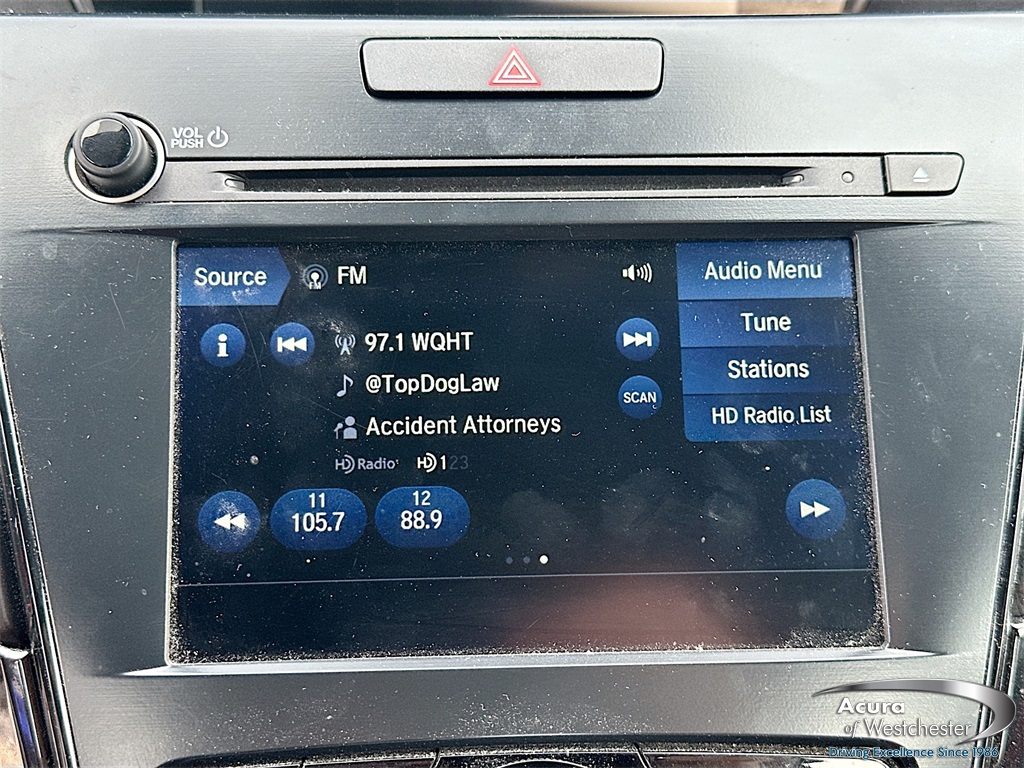 VOL
PUSH
Source
FM
FM
Audio Menu
Tune
Stations
HD Radio List
i
97.1 WQHT
@TopDogLaw
SCAN
Accident Attorneys
HD Radio
HD 1 2 3
11
105.7
12
88.9
Acura
of Westchester
Driving Excellence Since 1986